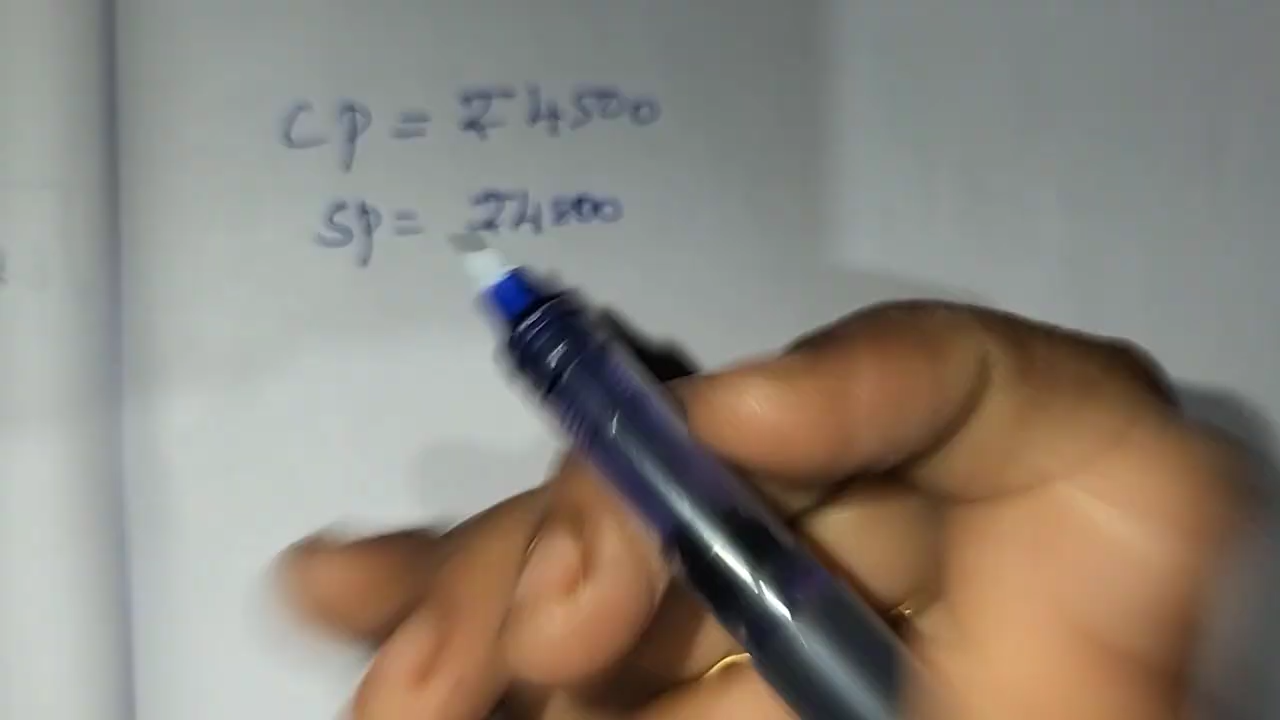 CP = ₹ 4500
SP =